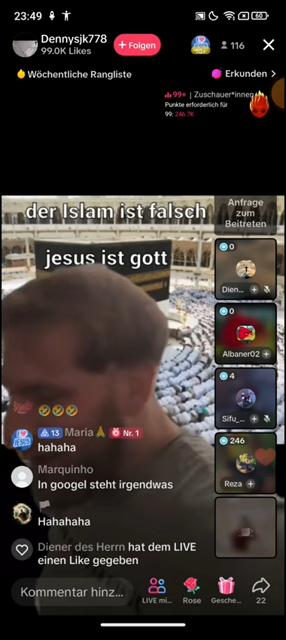 23:49
60
Dennysjk778
99.0K Likes
+ Folgen
116
Wöchentliche Rangliste
Erkunden >
99+ | Zuschauer*innen
Punkte erforderlich für
99: 246.7K
der Islam ist falsch
jesus ist gott
Anfrage
zum
Beitreten
0
Dien...
0
Albaner02
4
Sifu_...
246
Reza
13 Maria Nr. 1
hahaha
Marquinho
In googel steht irgendwas
Hahahaha
Diener des Herrn hat dem LIVE
einen Like gegeben
Kommentar hinz...
LIVE mi...
Rose
Gesche...
22